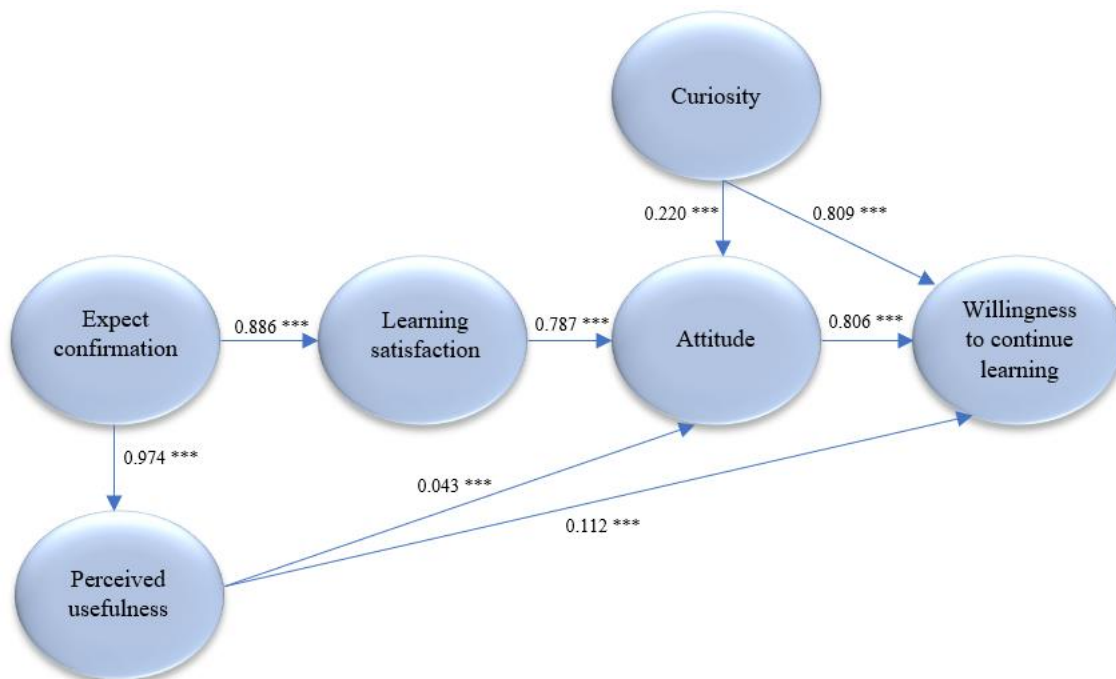 Curiosity
0.220 ***
0.809 ***
Expect
confirmation
0.886 ***
Learning
satisfaction
0.787 ***
Attitude
0.806 ***
Willingness
to continue
learning
0.974 ***
0.043 ***
0.112 ***
Perceived
usefulness